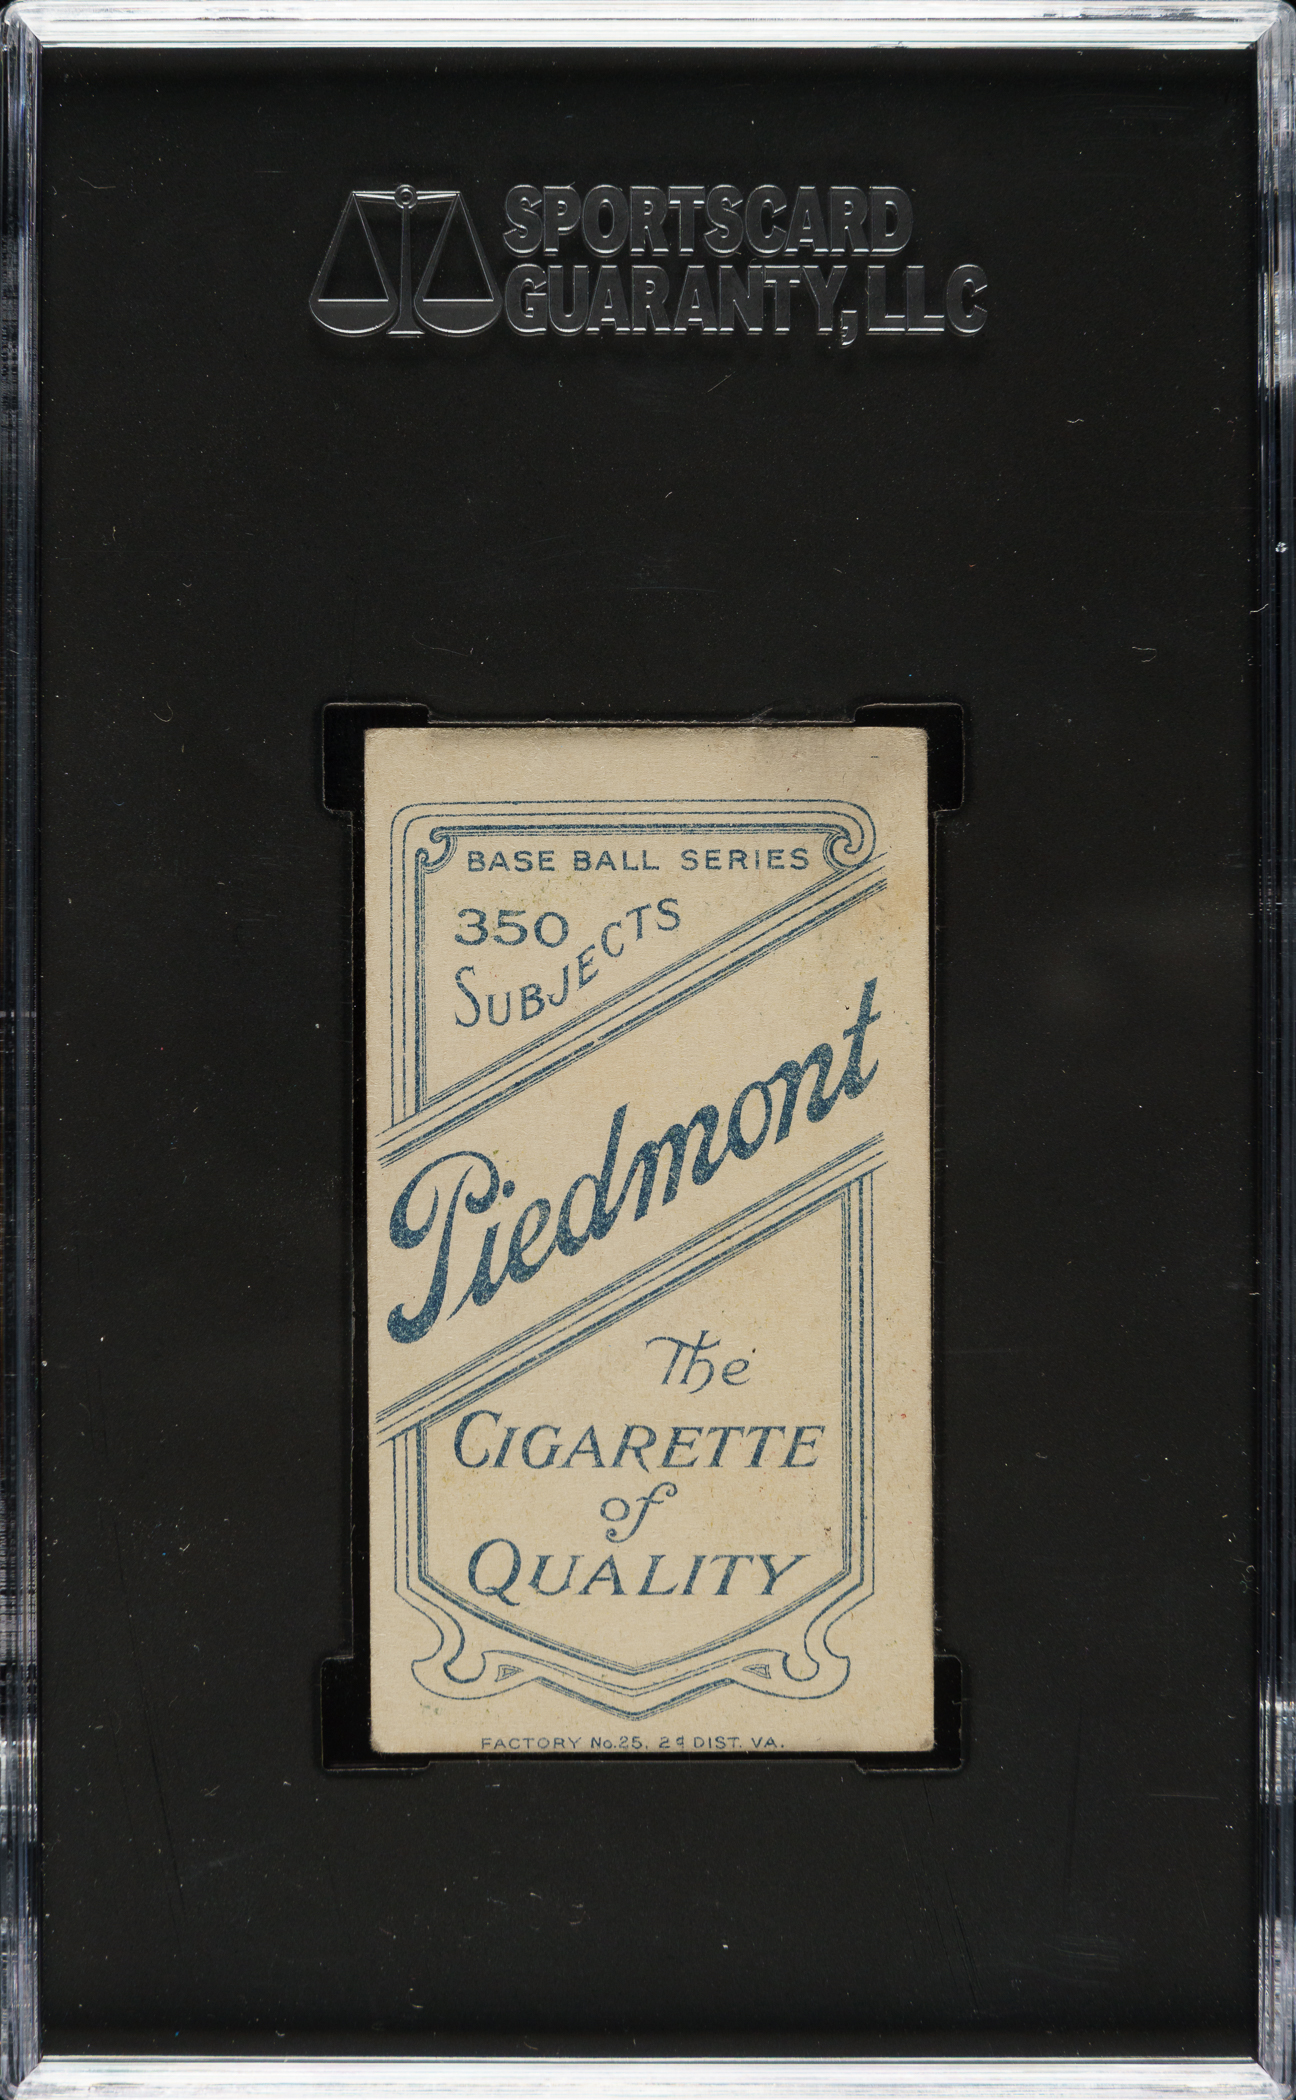 SPORTSCARD
GUARANTY, LLC
BASE BALL SERIES
350
SUBJECTS
Piedmont
The
CIGARETTE
of
QUALITY
FACTORY No. 25, 2d DIST. VA.